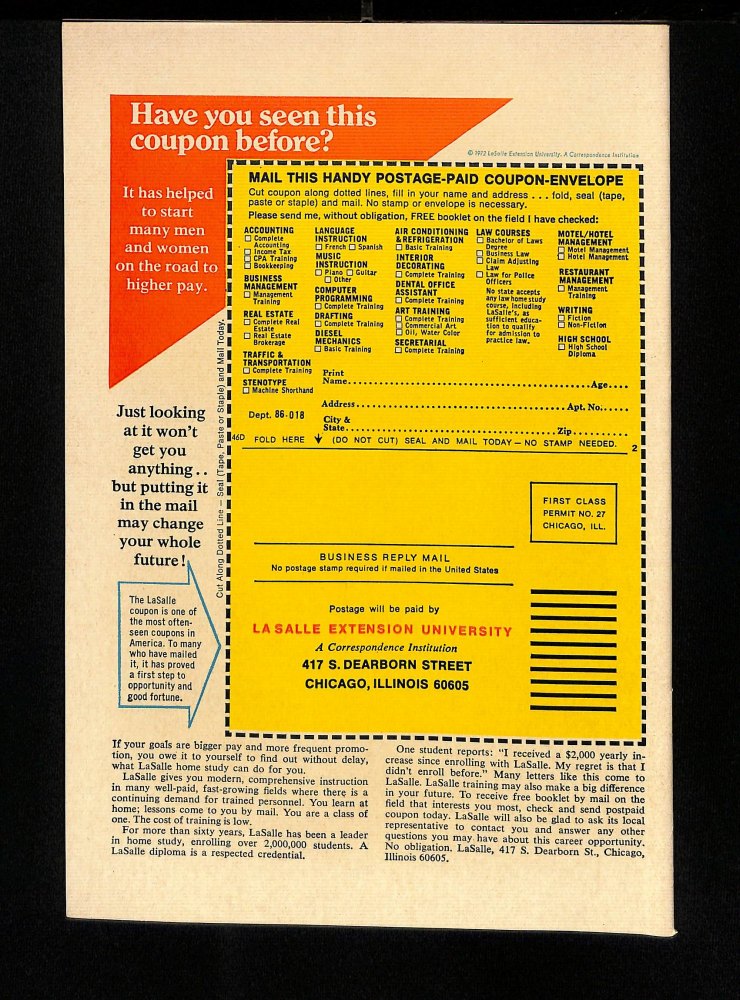 Have you seen this
coupon before?
© 1972 LaSalle Extension University. A Correspondence Institution
It has helped
to start
many men
and women
on the road to
higher pay.
Just looking
at it won't
get you
anything . .
but putting it
in the mail
may change
your whole
future!
The LaSalle
coupon is one of
the most often-
seen coupons in
America. To many
who have mailed
it, it has proved
a first step to
opportunity and
good fortune.
Cut Along Dotted Line — Seal (Tape, Paste or Staple) and Mail Today.
MAIL THIS HANDY POSTAGE-PAID COUPON-ENVELOPE
Cut coupon along dotted lines, fill in your name and address . . . fold, seal (tape,
paste or staple) and mail. No stamp or envelope is necessary.
Please send me, without obligation, FREE booklet on the field I have checked:
ACCOUNTING
☐ Complete
Accounting
☐ Income Tax
☐ CPA Training
☐ Bookkeeping
BUSINESS
MANAGEMENT
☐ Management
Training
REAL ESTATE
☐ Complete Real
Estate
☐ Real Estate
Brokerage
TRAFFIC &
TRANSPORTATION
☐ Complete Training
STENOTYPE
☐ Machine Shorthand
LANGUAGE
INSTRUCTION
☐ French ☐ Spanish
MUSIC
INSTRUCTION
☐ Piano ☐ Guitar
☐ Other
COMPUTER
PROGRAMMING
☐ Complete Training
DRAFTING
☐ Complete Training
DIESEL
MECHANICS
☐ Basic Training
AIR CONDITIONING
& REFRIGERATION
☐ Basic Training
INTERIOR
DECORATING
☐ Complete Training
DENTAL OFFICE
ASSISTANT
☐ Complete Training
ART TRAINING
☐ Complete Training
☐ Commercial Art
☐ Oil, Water Color
SECRETARIAL
☐ Complete Training
LAW COURSES
☐ Bachelor of Laws
Degree
☐ Business Law
☐ Claim Adjusting
Law
☐ Law for Police
Officers
No state accepts
any law home study
course, including
LaSalle's, as
sufficient educa-
tion to qualify
for admission to
practice law.
MOTEL/HOTEL
MANAGEMENT
☐ Motel Management
☐ Hotel Management
RESTAURANT
MANAGEMENT
☐ Management
Training
WRITING
☐ Fiction
☐ Non-Fiction
HIGH SCHOOL
☐ High School
Diploma
Print
Name.......................................................Age....
Address.............................................Apt. No......
Dept. 86-018
City &
State................................................Zip..........
46D FOLD HERE ↓ (DO NOT CUT) SEAL AND MAIL TODAY — NO STAMP NEEDED. 2
FIRST CLASS
PERMIT NO. 27
CHICAGO, ILL.
BUSINESS REPLY MAIL
No postage stamp required if mailed in the United States
Postage will be paid by
LA SALLE EXTENSION UNIVERSITY
A Correspondence Institution
417 S. DEARBORN STREET
CHICAGO, ILLINOIS 60605
If your goals are bigger pay and more frequent promo-
tion, you owe it to yourself to find out without delay,
what LaSalle home study can do for you.
LaSalle gives you modern, comprehensive instruction
in many well-paid, fast-growing fields where there is a
continuing demand for trained personnel. You learn at
home; lessons come to you by mail. You are a class of
one. The cost of training is low.
For more than sixty years, LaSalle has been a leader
in home study, enrolling over 2,000,000 students. A
LaSalle diploma is a respected credential.
One student reports: "I received a $2,000 yearly in-
crease since enrolling with LaSalle. My regret is that I
didn't enroll before." Many letters like this come to
LaSalle. LaSalle training may also make a big difference
in your future. To receive free booklet by mail on the
field that interests you most, check and send postpaid
coupon today. LaSalle will also be glad to ask its local
representative to contact you and answer any other
questions you may have about this career opportunity.
No obligation. LaSalle, 417 S. Dearborn St., Chicago,
Illinois 60605.